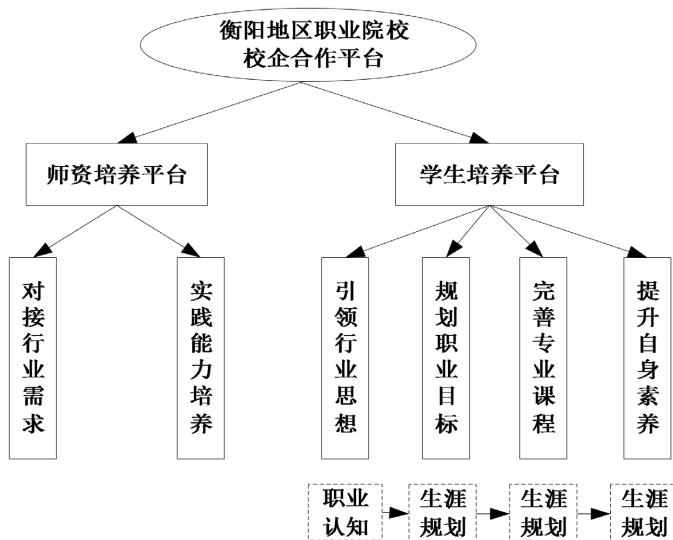 衡阳地区职业院校
校企合作平台
师资培养平台
学生培养平台
对接行业需求
实践能力培养
引领行业思想
规划职业目标
完善专业课程
提升自身素养
职业
认知
生涯
规划
生涯
规划
生涯
规划